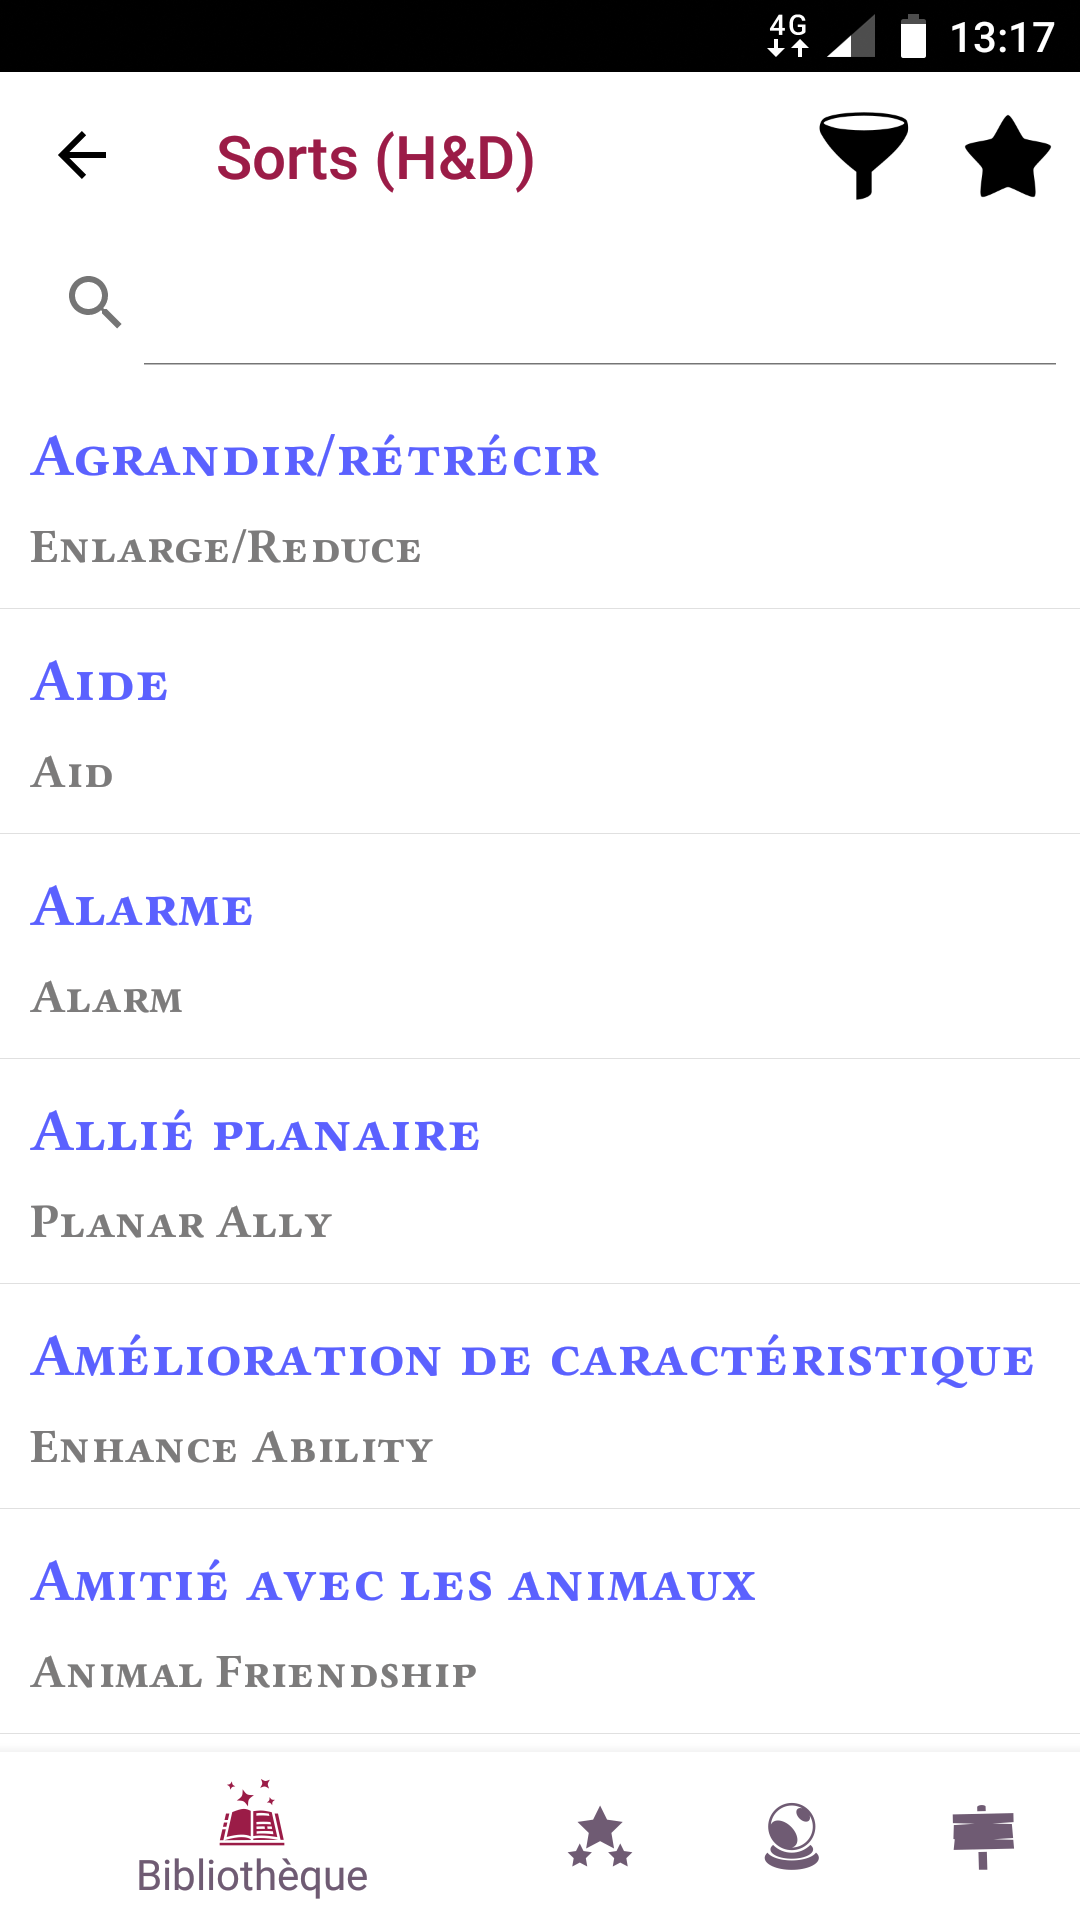 4G 13:17
Sorts (H&D)
Agrandir/rétrécir
Enlarge/Reduce
Aide
Aid
Alarme
Alarm
Allié planaire
Planar Ally
Amélioration de caractéristique
Enhance Ability
Amitié avec les animaux
Animal Friendship
Bibliothèque